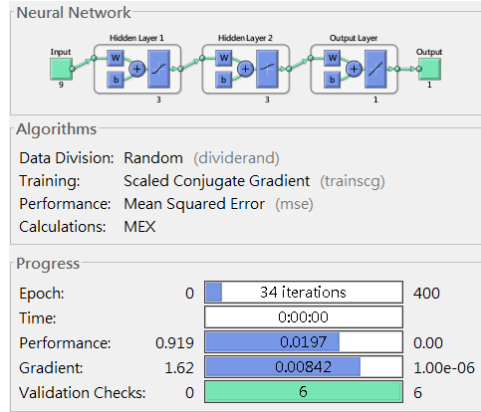 Neural Network
Hidden Layer 1 Hidden Layer 2 Output Layer
Input Output
W W W
+ + +
b b b
9 3 3 1 1
Algorithms
Data Division: Random (dividerand)
Training: Scaled Conjugate Gradient (trainscg)
Performance: Mean Squared Error (mse)
Calculations: MEX
Progress
Epoch: 0 34 iterations 400
Time: 0:00:00
Performance: 0.919 0.0197 0.00
Gradient: 1.62 0.00842 1.00e-06
Validation Checks: 0 6 6